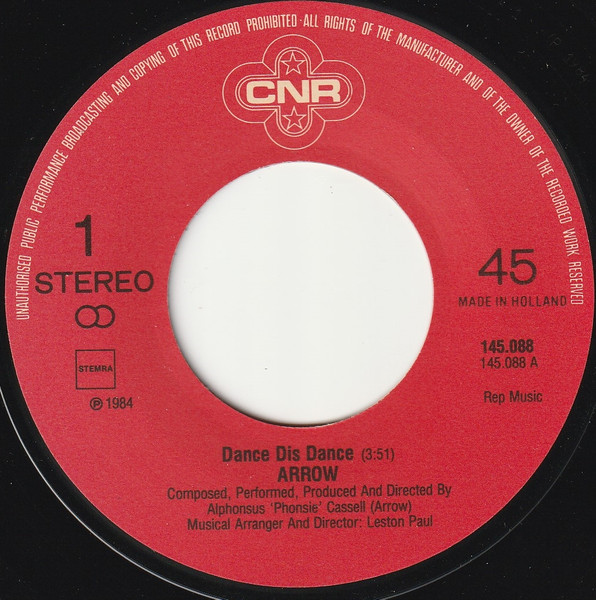 UNAUTHORISED PUBLIC PERFORMANCE BROADCASTING AND COPYING OF THIS RECORD PROHIBITED-ALL RIGHTS OF THE MANUFACTURER AND OF THE OWNER OF THE RECORDED WORK RESERVED
CNR
1
STEREO
45
MADE IN HOLLAND
STEMRA
℗ 1984
145.088
145.088 A
Rep Music
Dance Dis Dance (3:51)
ARROW
Composed, Performed, Produced And Directed By
Alphonsus 'Phonsie' Cassell (Arrow)
Musical Arranger And Director: Leston Paul